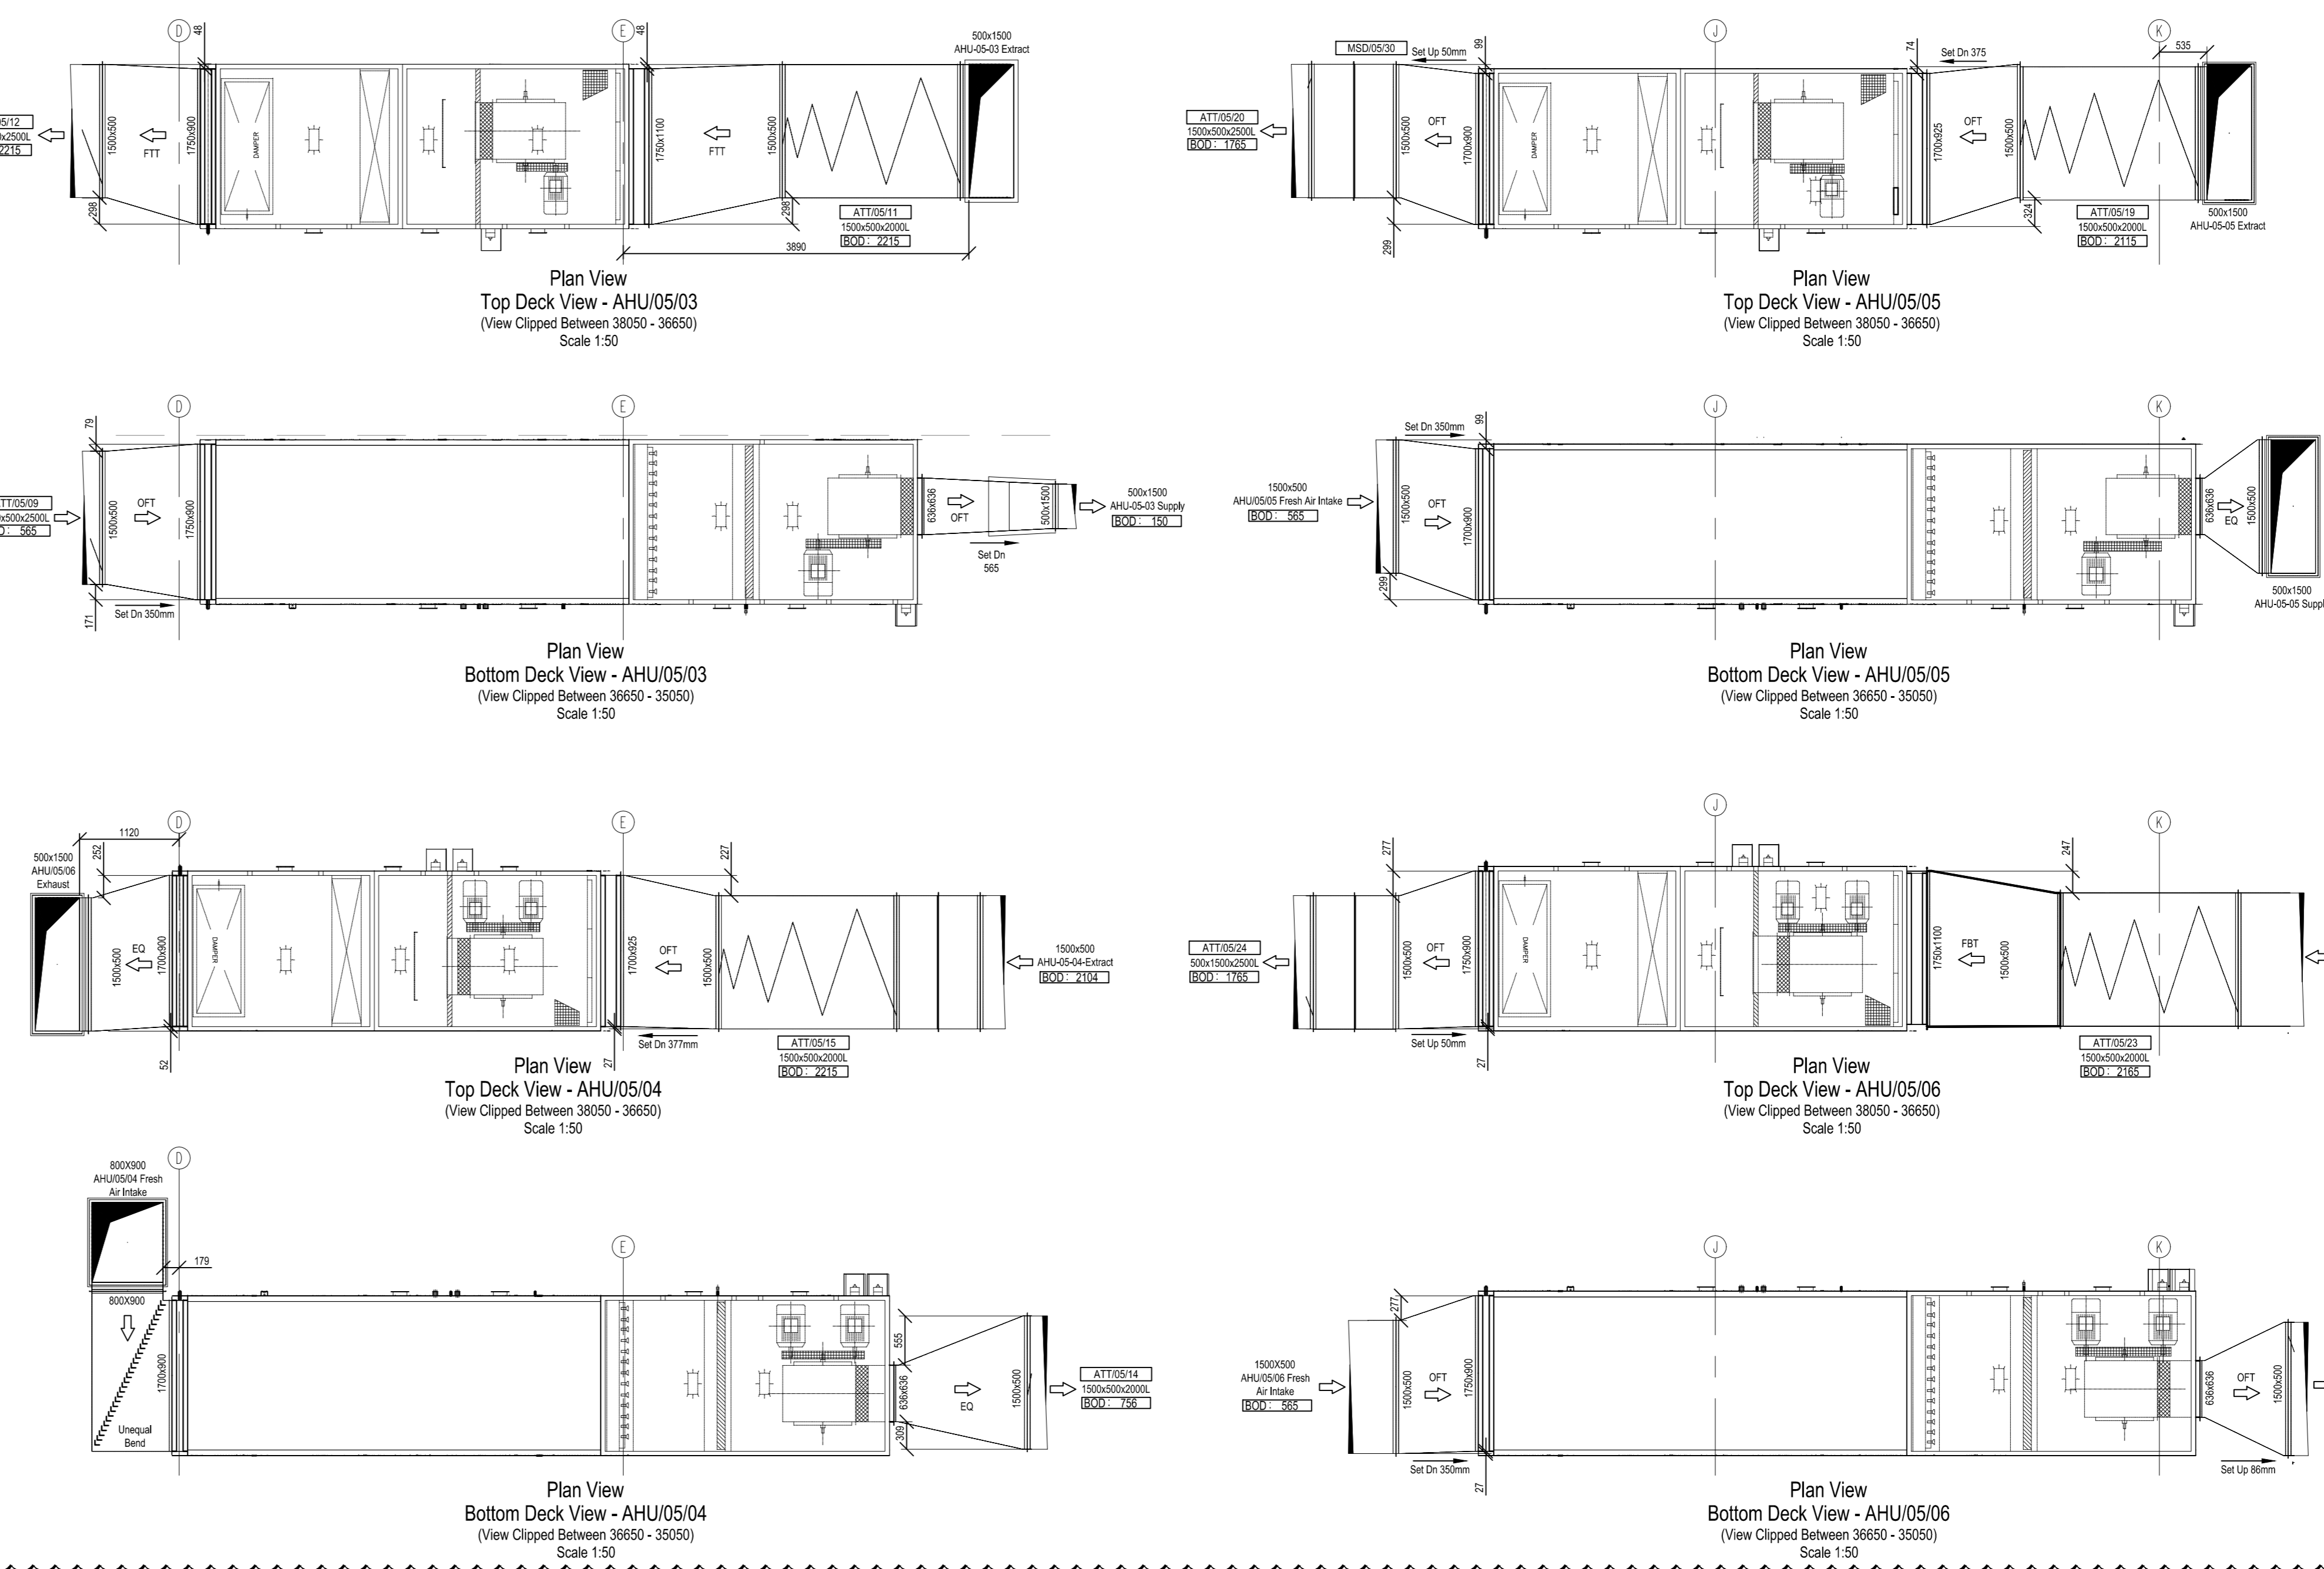 D
48
E
48
500x1500
AHU-05-03 Extract
1500x500
FTT
1750x900
DAMPER
1750x1100
FTT
1500x500
2215
298
298
ATT/05/11
1500x500x2000L
BOD: 2215
3890
Plan View
Top Deck View - AHU/05/03
(View Clipped Between 38050 - 36650)
Scale 1:50
MSD/05/30
Set Up 50mm
99
J
74
Set Dn 375
K
535
ATT/05/20
1500x500x2500L
BOD: 1765
1500x500
OFT
1700x900
DAMPER
1700x925
OFT
1500x500
299
324
ATT/05/19
1500x500x2000L
BOD: 2115
500x1500
AHU-05-05 Extract
Plan View
Top Deck View - AHU/05/05
(View Clipped Between 38050 - 36650)
Scale 1:50
D
79
E
1500x500
OFT
1750x900
636x636
OFT
500x1500
500x1500
AHU-05-03 Supply
BOD: 150
171
Set Dn 350mm
Set Dn
565
Plan View
Bottom Deck View - AHU/05/03
(View Clipped Between 36650 - 35050)
Scale 1:50
Set Dn 350mm
99
J
K
1500x500
AHU/05/05 Fresh Air Intake
BOD: 565
1500x500
OFT
1700x900
636x636
EQ
1500x500
299
500x1500
Plan View
Bottom Deck View - AHU/05/05
(View Clipped Between 36650 - 35050)
Scale 1:50
1120
D
E
252
227
500x1500
AHU/05/06
Exhaust
1500x500
EQ
1700x900
DAMPER
1700x925
OFT
1500x500
1500x500
AHU-05-04-Extract
BOD: 2104
52
27
Set Dn 377mm
ATT/05/15
1500x500x2000L
BOD: 2215
Plan View
Top Deck View - AHU/05/04
(View Clipped Between 38050 - 36650)
Scale 1:50
277
J
K
247
ATT/05/24
500x1500x2500L
BOD: 1765
1500x500
OFT
1750x900
DAMPER
1750x1100
FBT
1500x500
Set Up 50mm
27
ATT/05/23
1500x500x2000L
BOD: 2165
Plan View
Top Deck View - AHU/05/06
(View Clipped Between 38050 - 36650)
Scale 1:50
800X900
AHU/05/04 Fresh
Air Intake
D
179
E
800X900
1700x900
Unequal
Bend
555
636x636
309
EQ
1500x500
ATT/05/14
1500x500x2000L
BOD: 756
Plan View
Bottom Deck View - AHU/05/04
(View Clipped Between 36650 - 35050)
Scale 1:50
277
J
K
1500X500
AHU/05/06 Fresh
Air Intake
BOD: 565
1500x500
OFT
1750x900
636x636
OFT
1500x500
Set Dn 350mm
27
Set Up 86mm
Plan View
Bottom Deck View - AHU/05/06
(View Clipped Between 36650 - 35050)
Scale 1:50